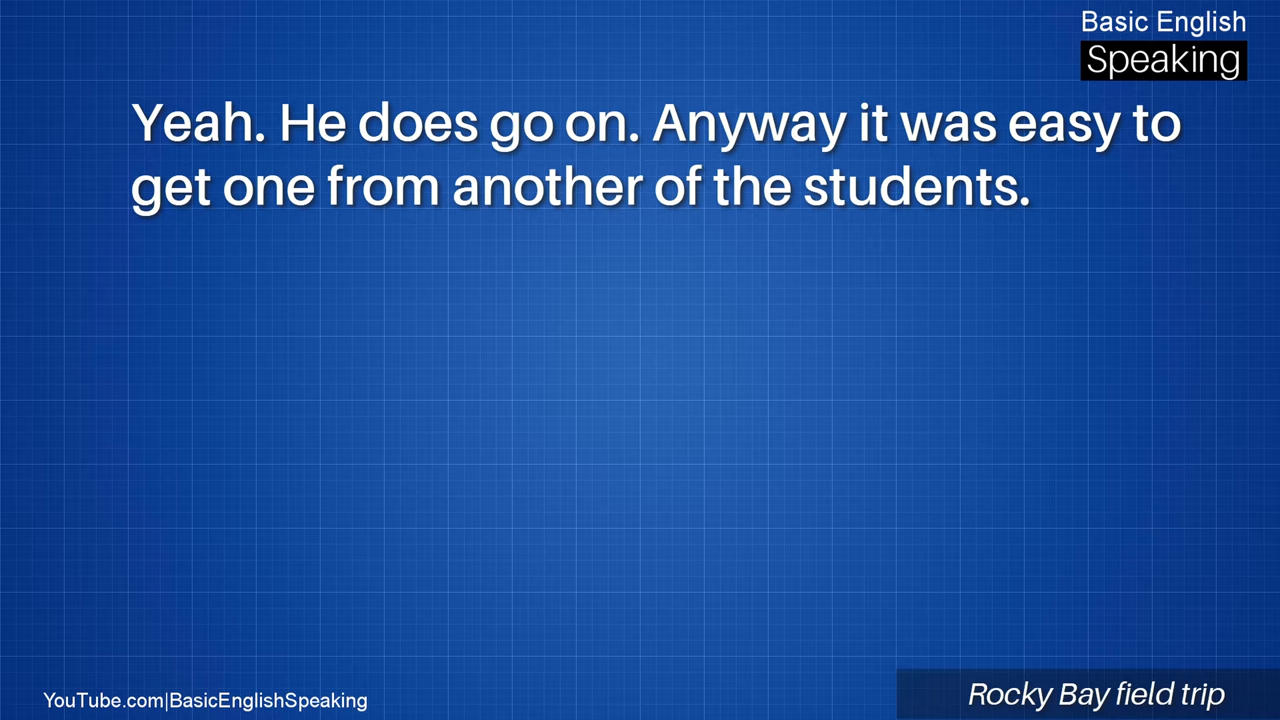 Basic English
Speaking
Yeah. He does go on. Anyway it was easy to
get one from another of the students.
YouTube.com|BasicEnglishSpeaking
Rocky Bay field trip